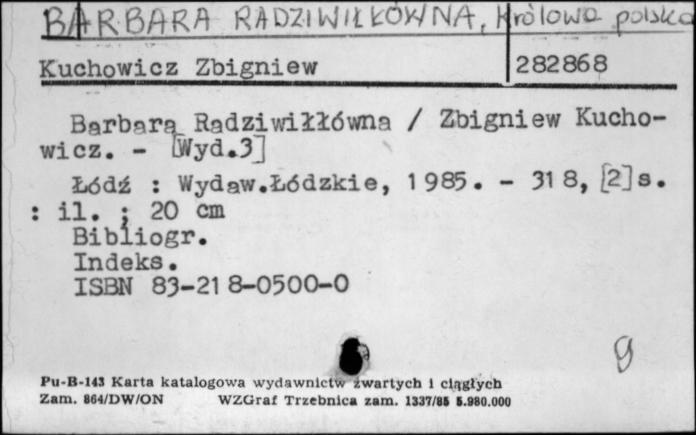 BARBARA RADZIWIŁŁÓWNA, Królowa polska
Kuchowicz Zbigniew 282868
Barbara Radziwiłłówna / Zbigniew Kucho-
wicz. - [Wyd.3]
Łódź : Wydaw.Łódzkie, 1985. - 318, [2]s.
: il. ; 20 cm
Bibliogr.
Indeks.
ISBN 83-218-0500-0
9
Pu-B-143 Karta katalogowa wydawnictw zwartych i ciągłych
Zam. 864/DW/ON WZGraf Trzebnica zam. 1337/85 5.980.000